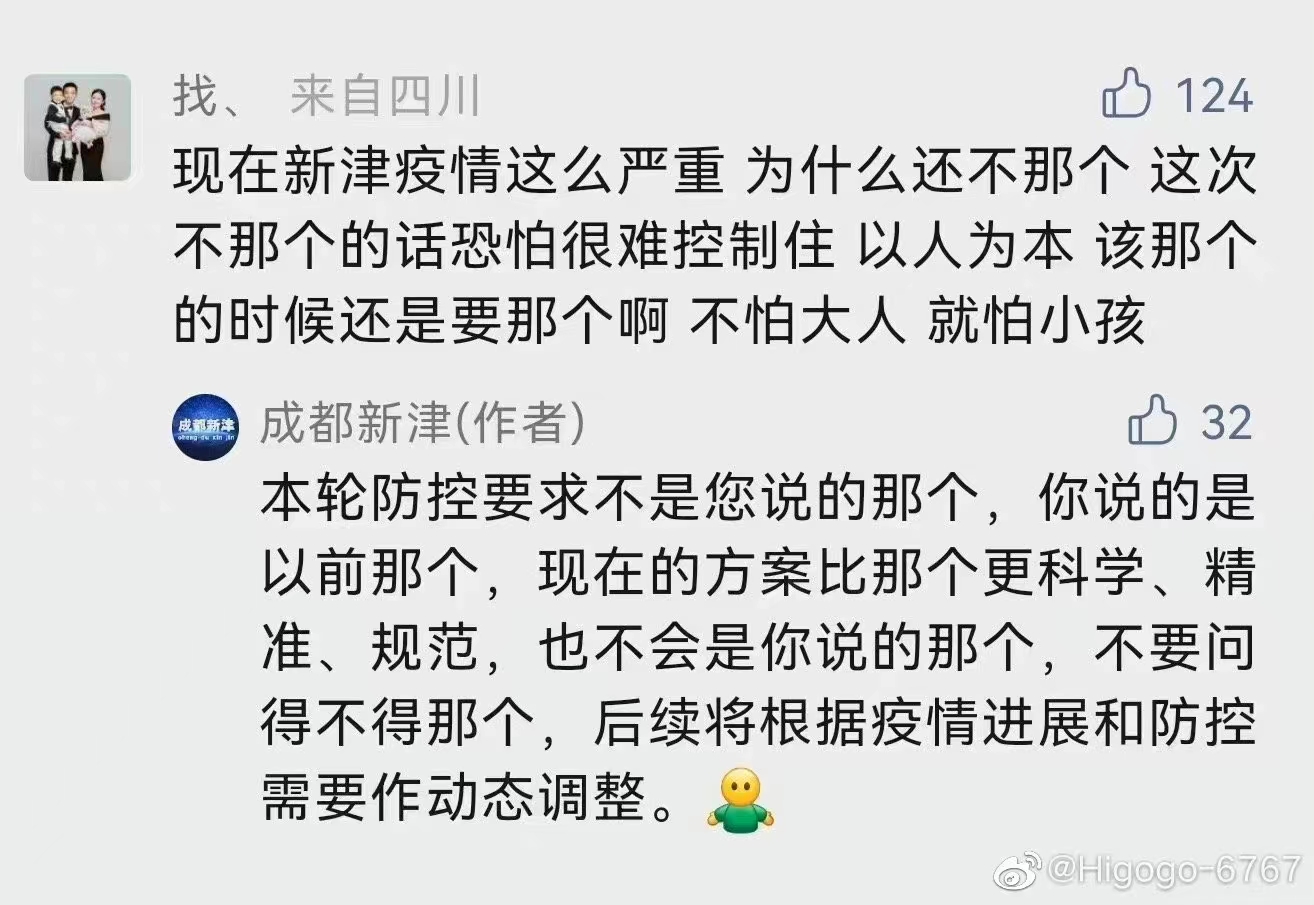 找、 来自四川 124
现在新津疫情这么严重 为什么还不那个 这次
不那个的话恐怕很难控制住 以人为本 该那个
的时候还是要那个啊 不怕大人 就怕小孩
成都新津
cheng du xin jin
成都新津(作者) 32
本轮防控要求不是您说的那个，你说的是
以前那个，现在的方案比那个更科学、精
准、规范，也不会是你说的那个，不要问
得不得那个，后续将根据疫情进展和防控
需要作动态调整。
@Higogo-6767